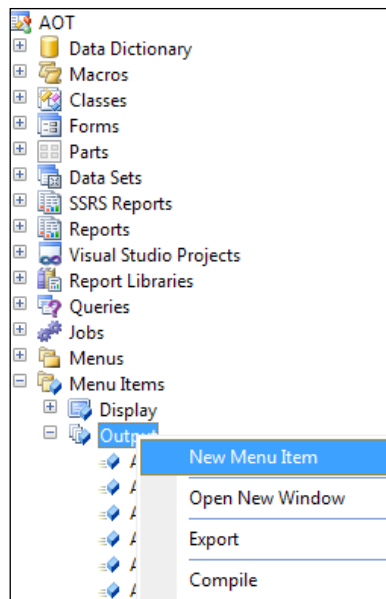 AOT
Data Dictionary
Macros
Classes
Forms
Parts
Data Sets
SSRS Reports
Reports
Visual Studio Projects
Report Libraries
Queries
Jobs
Menus
Menu Items
Display
Output
New Menu Item
Open New Window
Export
Compile